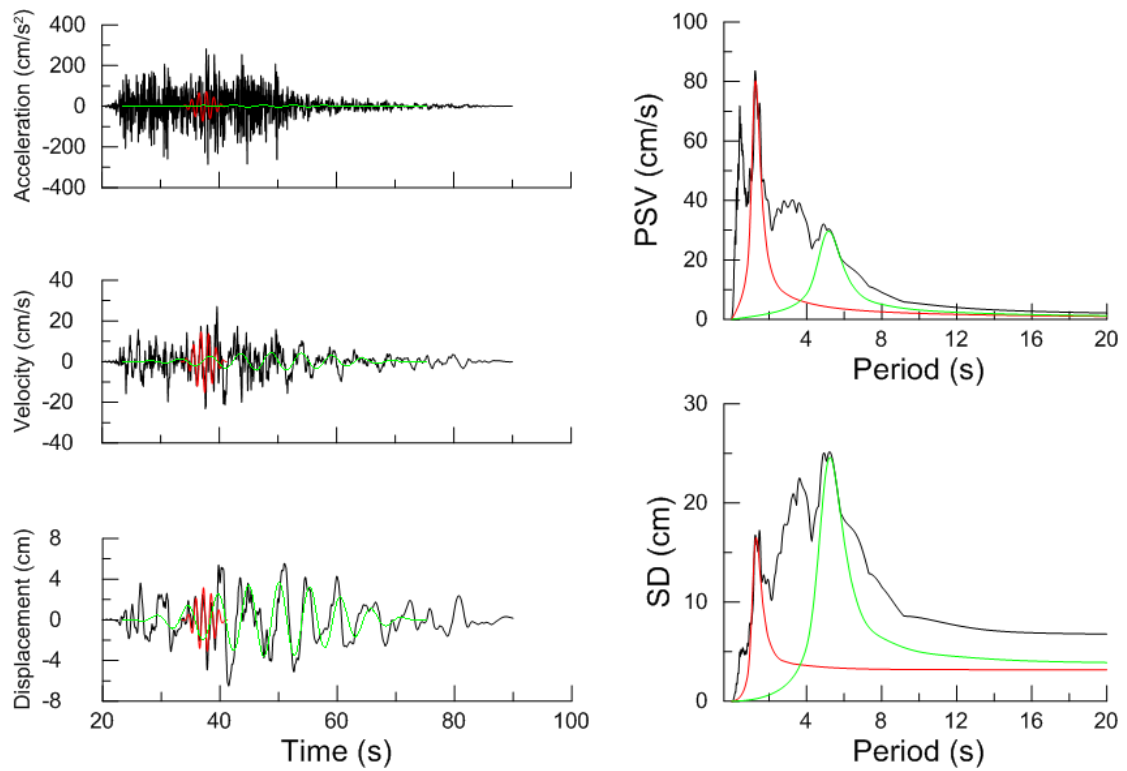 Acceleration (cm/s²)
400
200
0
-200
-400
Velocity (cm/s)
40
20
0
-20
-40
Displacement (cm)
8
4
0
-4
-8
20 40 60 80 100
Time (s)
PSV (cm/s)
100
80
60
40
20
0
4 8 12 16 20
Period (s)
SD (cm)
30
20
10
0
4 8 12 16 20
Period (s)